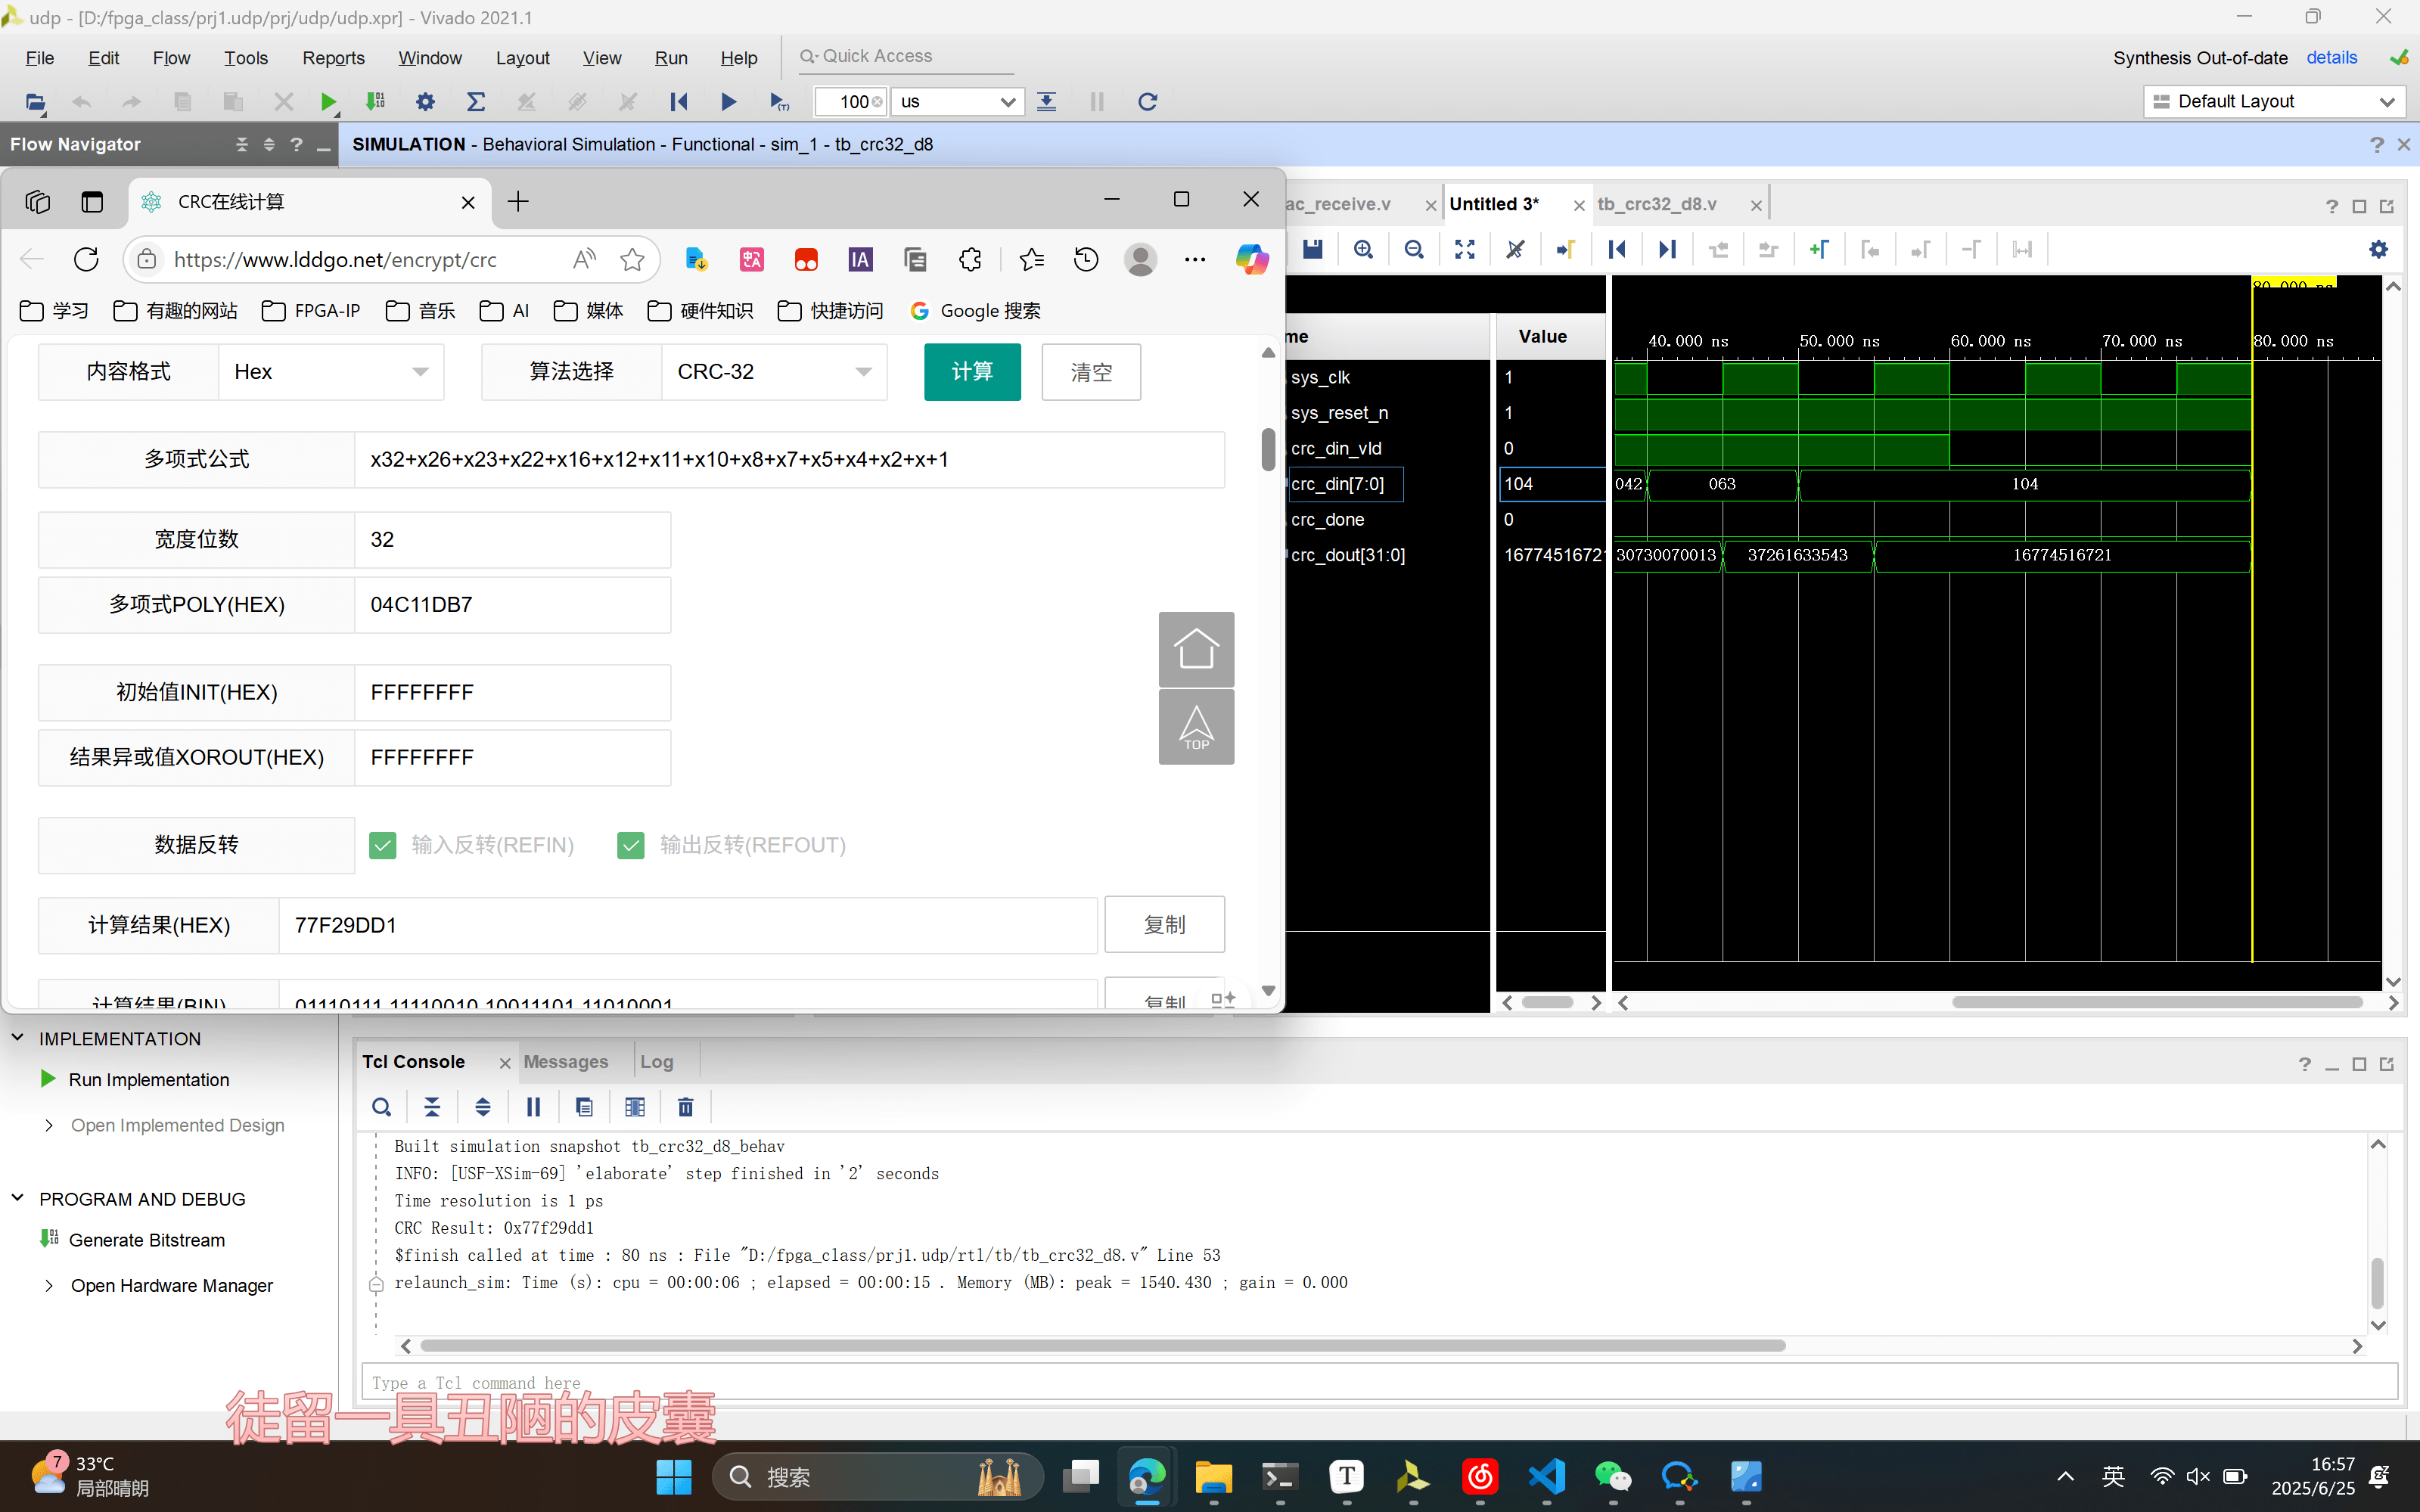 udp - [D:/fpga_class/prj1.udp/prj/udp/udp.xpr] - Vivado 2021.1
File Edit Flow Tools Reports Window Layout View Run Help Quick Access
Synthesis Out-of-date details
100 us
Default Layout
Flow Navigator
SIMULATION - Behavioral Simulation - Functional - sim_1 - tb_crc32_d8
CRC在线计算
https://www.lddgo.net/encrypt/crc
学习 有趣的网站 FPGA-IP 音乐 AI 媒体 硬件知识 快捷访问 Google 搜索
内容格式 Hex 算法选择 CRC-32 计算 清空
多项式公式 x32+x26+x23+x22+x16+x12+x11+x10+x8+x7+x5+x4+x2+x+1
宽度位数 32
多项式POLY(HEX) 04C11DB7
初始值INIT(HEX) FFFFFFFF
结果异或值XOROUT(HEX) FFFFFFFF
TOP
数据反转 输入反转(REFIN) 输出反转(REFOUT)
计算结果(HEX) 77F29DD1 复制
计算结果(BIN) 01110111 11110010 10011101 11010001 复制
ac_receive.v Untitled 3* tb_crc32_d8.v
80.000 ns
me Value
40.000 ns 50.000 ns 60.000 ns 70.000 ns 80.000 ns
sys_clk 1
sys_reset_n 1
crc_din_vld 0
crc_din[7:0] 104 042 063 104
crc_done 0
crc_dout[31:0] 16774516721 30730070013 37261633543 16774516721
IMPLEMENTATION
Run Implementation
Open Implemented Design
PROGRAM AND DEBUG
Generate Bitstream
Open Hardware Manager
Tcl Console Messages Log
Built simulation snapshot tb_crc32_d8_behav
INFO: [USF-XSim-69] 'elaborate' step finished in '2' seconds
Time resolution is 1 ps
CRC Result: 0x77f29dd1
$finish called at time : 80 ns : File "D:/fpga_class/prj1.udp/rtl/tb/tb_crc32_d8.v" Line 53
relaunch_sim: Time (s): cpu = 00:00:06 ; elapsed = 00:00:15 . Memory (MB): peak = 1540.430 ; gain = 0.000
Type a Tcl command here
徒留一具丑陋的皮囊
7
33°C
局部晴朗
搜索
英
16:57
2025/6/25